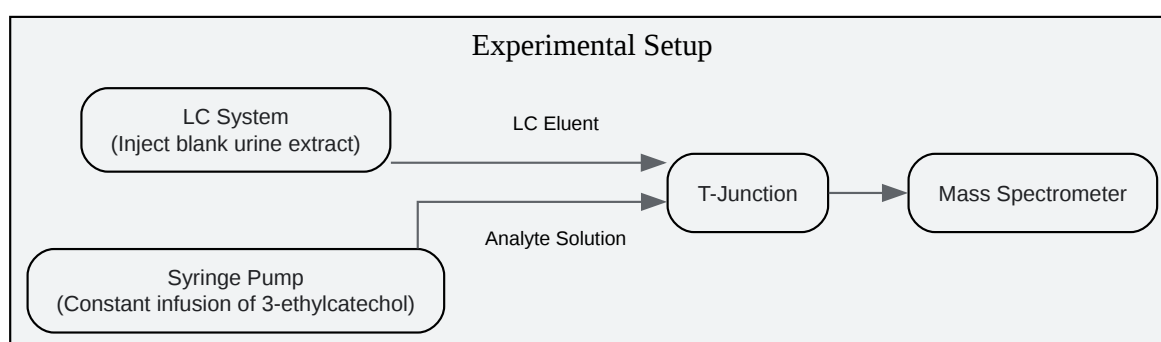 Experimental Setup
LC System
(Inject blank urine extract)
LC Eluent
T-Junction
Mass Spectrometer
Analyte Solution
Syringe Pump
(Constant infusion of 3-ethylcatechol)